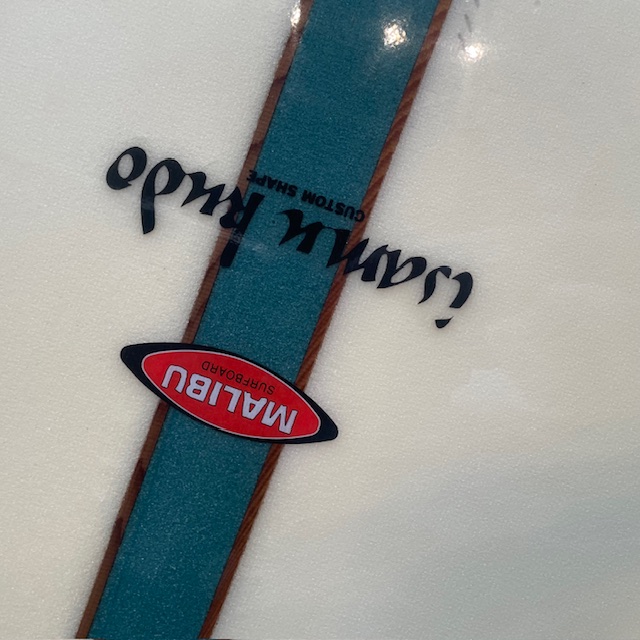 isamu kudo
CUSTOM SHAPE
MALIBU
SURFBOARD